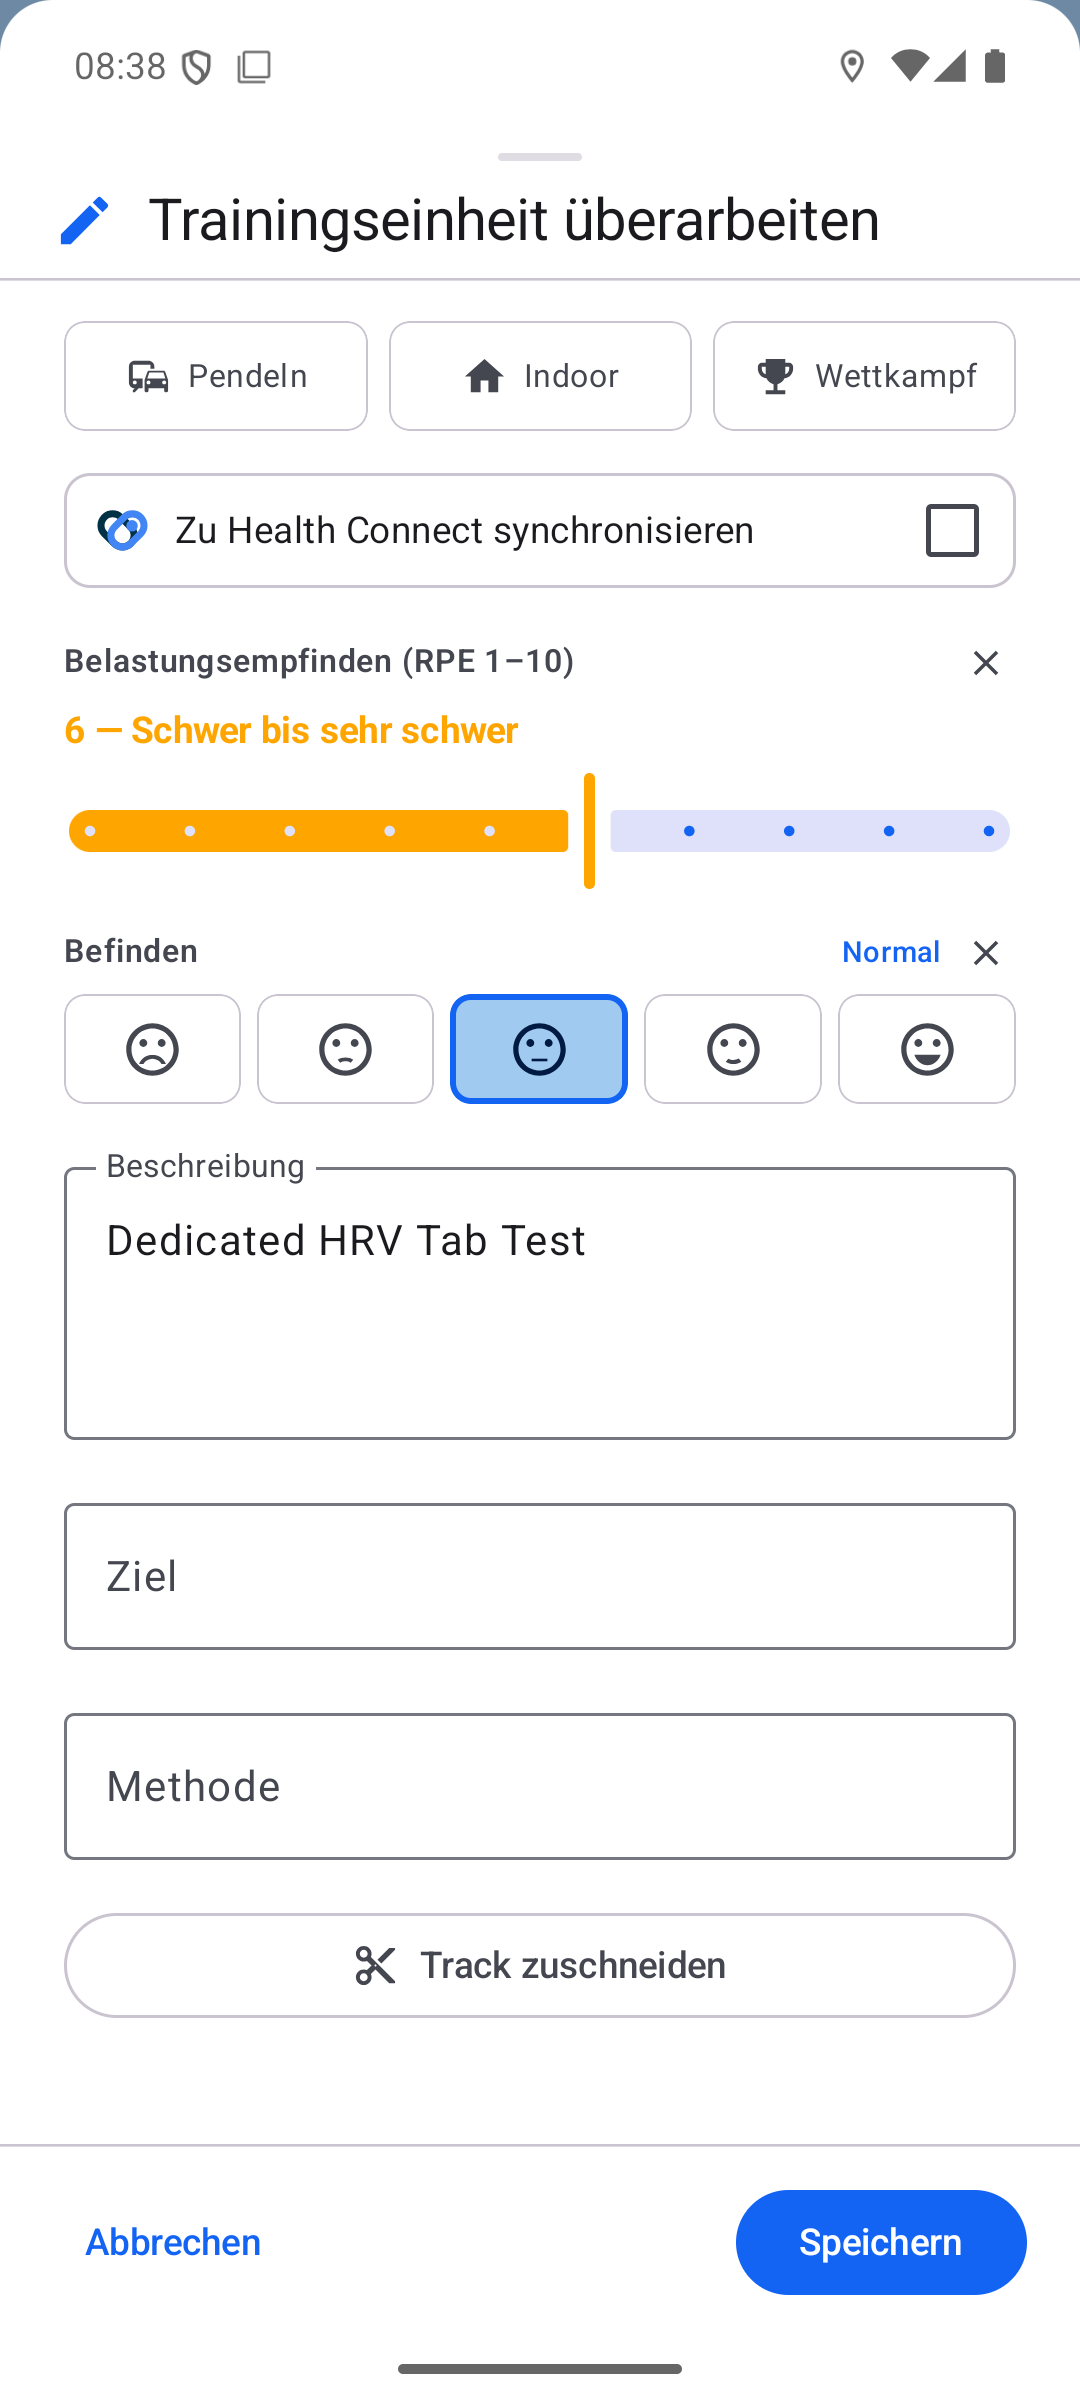 08:38
Trainingseinheit überarbeiten
Pendeln
Indoor
Wettkampf
Zu Health Connect synchronisieren
Belastungsempfinden (RPE 1–10)
6 — Schwer bis sehr schwer
Befinden
Normal
Beschreibung
Dedicated HRV Tab Test
Ziel
Methode
Track zuschneiden
Abbrechen
Speichern